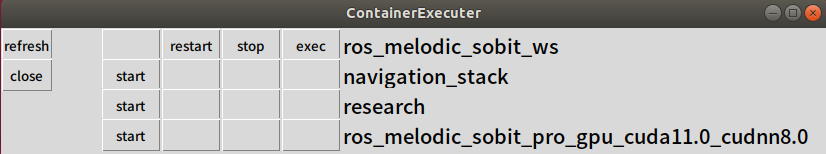 ContainerExecuter
refresh restart stop exec ros_melodic_sobit_ws
close start navigation_stack
start research
start ros_melodic_sobit_pro_gpu_cuda11.0_cudnn8.0